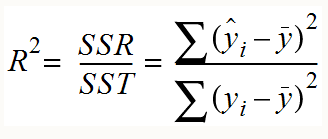 R² = SSR/SST = ∑(ŷᵢ − ȳ)² / ∑(yᵢ − ȳ)²